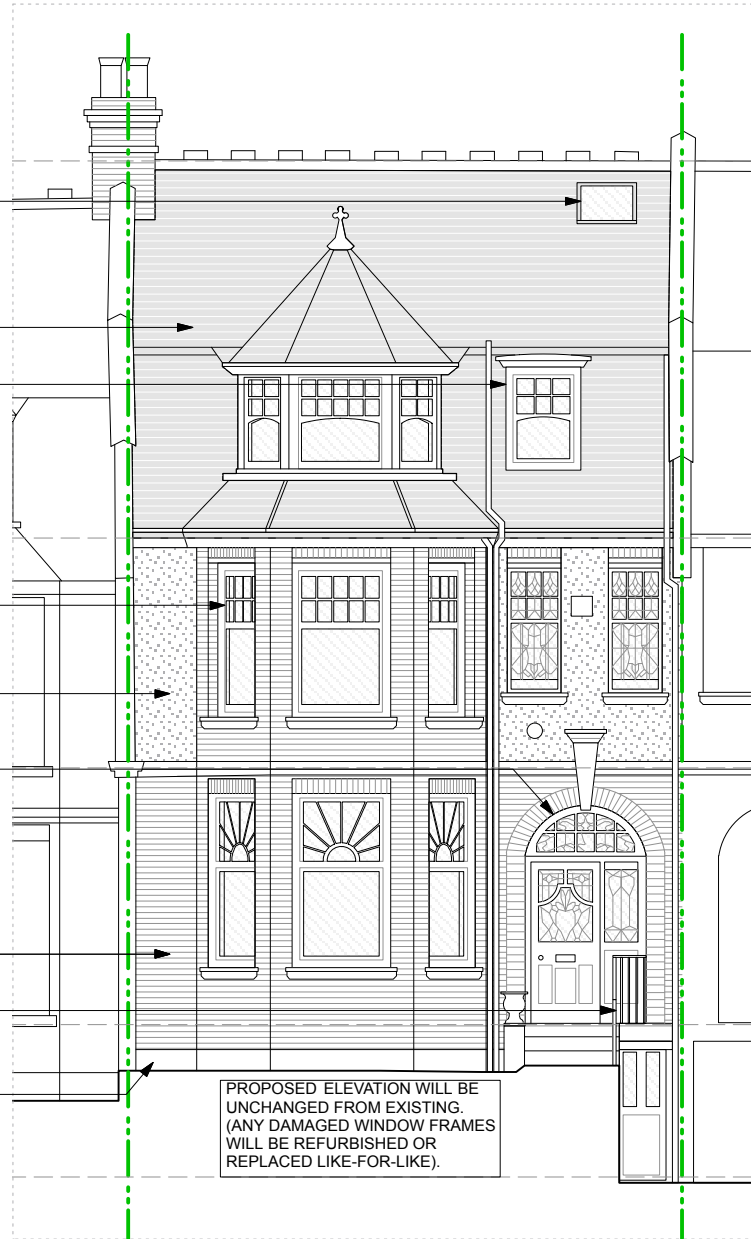 PROPOSED ELEVATION WILL BE
UNCHANGED FROM EXISTING.
(ANY DAMAGED WINDOW FRAMES
WILL BE REFURBISHED OR
REPLACED LIKE-FOR-LIKE).